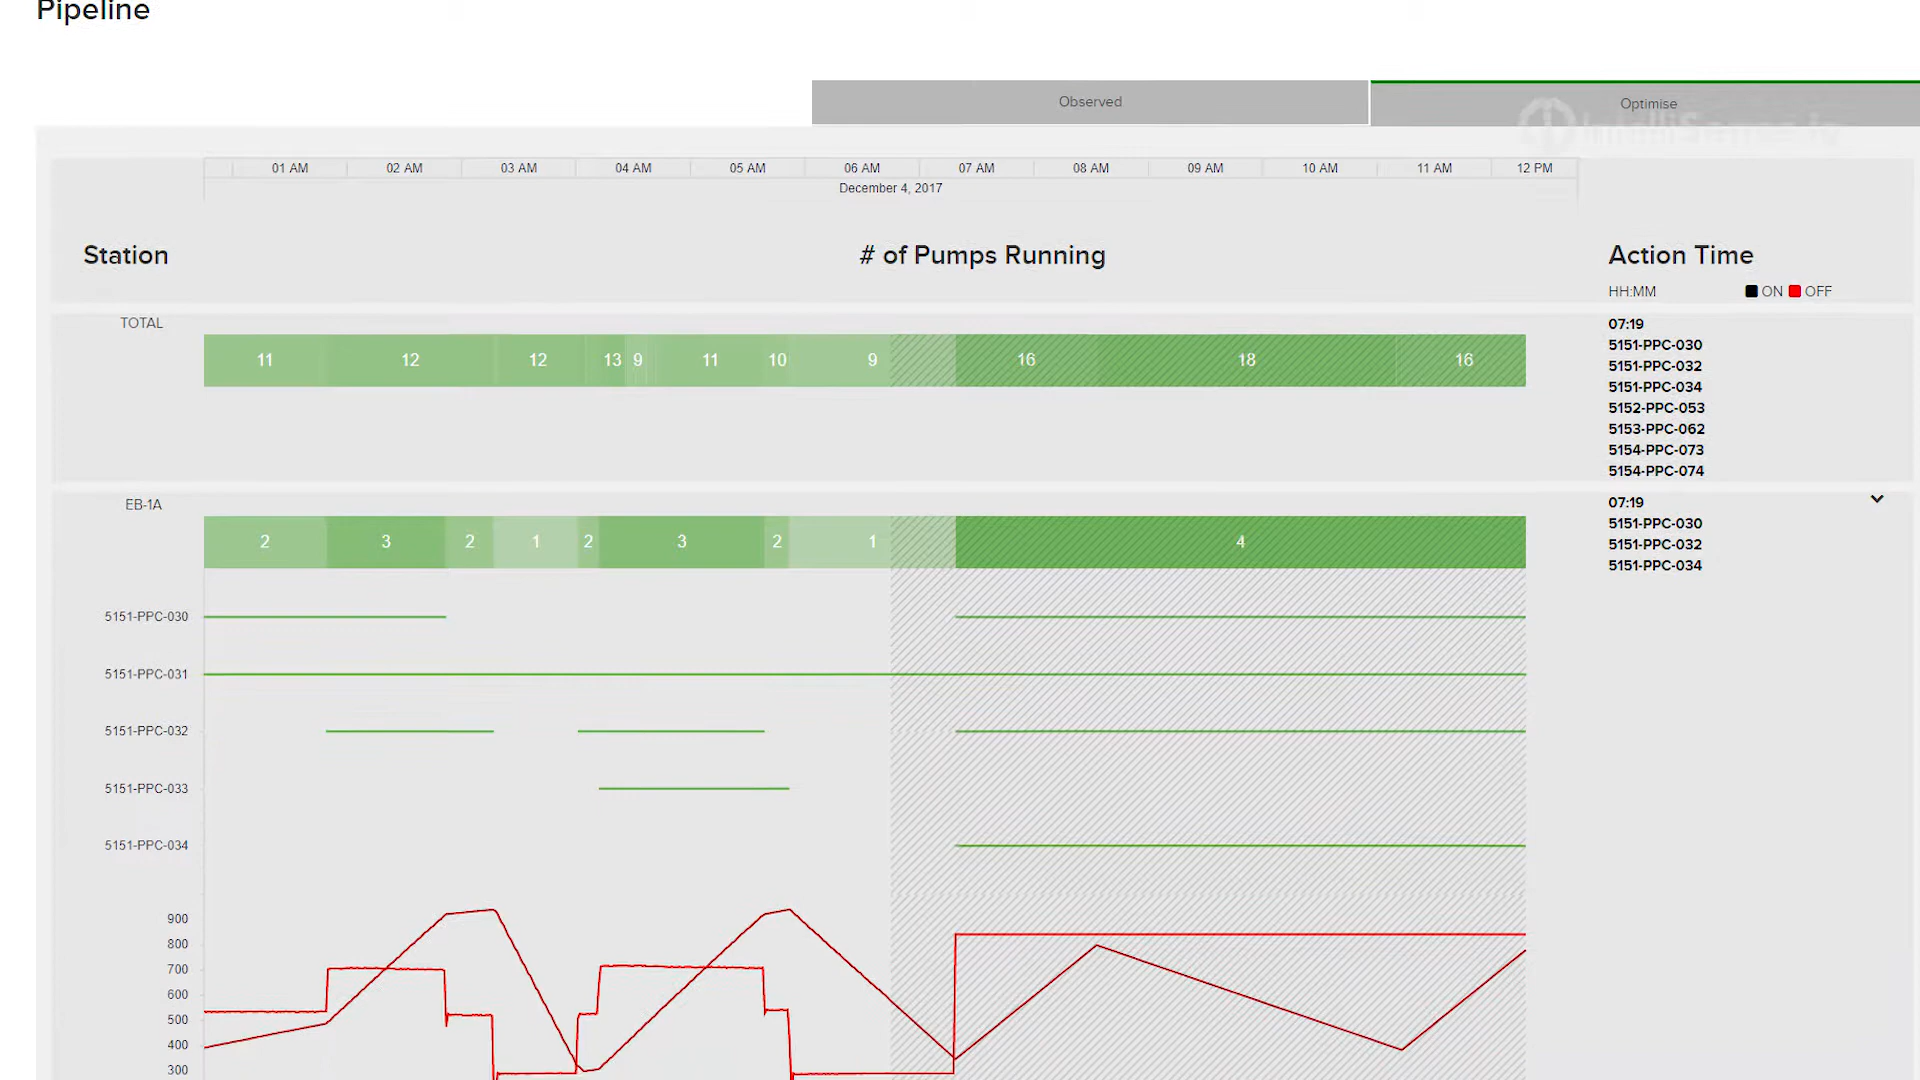 Pipeline
Observed
Optimise
IntelliSense.io
01 AM 02 AM 03 AM 04 AM 05 AM 06 AM 07 AM 08 AM 09 AM 10 AM 11 AM 12 PM
December 4, 2017
Station # of Pumps Running Action Time
HH:MM ON OFF
TOTAL
11 12 12 13 9 11 10 9 16 18 16
07:19
5151-PPC-030
5151-PPC-032
5151-PPC-034
5152-PPC-053
5153-PPC-062
5154-PPC-073
5154-PPC-074
EB-1A
2 3 2 1 2 3 2 1 4
07:19
5151-PPC-030
5151-PPC-032
5151-PPC-034
5151-PPC-030
5151-PPC-031
5151-PPC-032
5151-PPC-033
5151-PPC-034
900
800
700
600
500
400
300